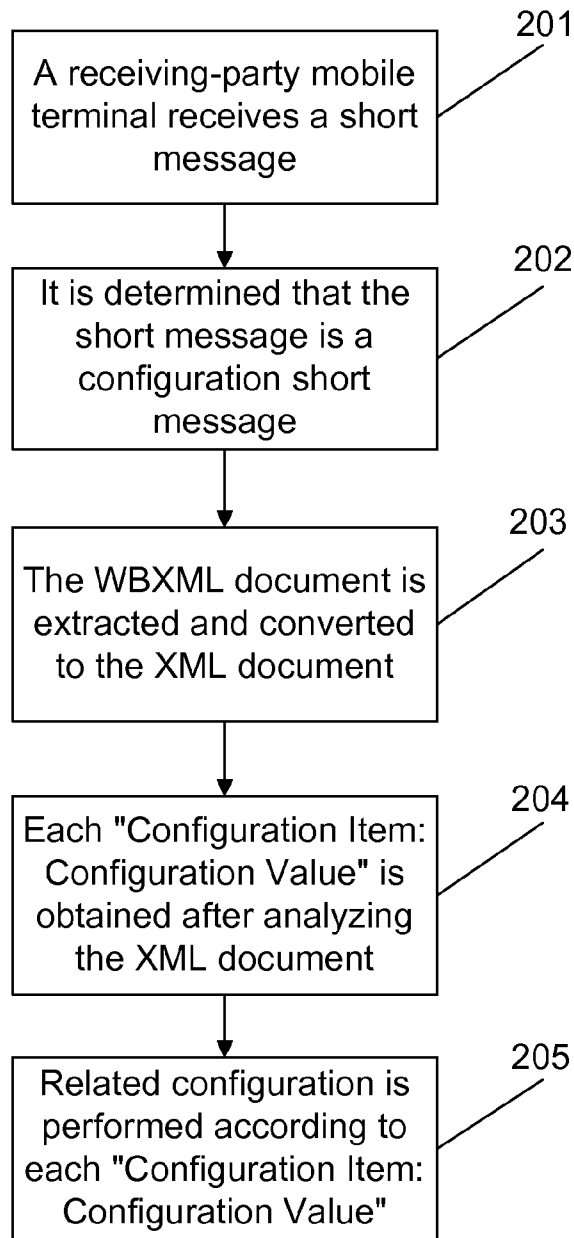 201
A receiving-party mobile
terminal receives a short
message
202
It is determined that the
short message is a
configuration short
message
203
The WBXML document is
extracted and converted
to the XML document
204
Each "Configuration Item:
Configuration Value" is
obtained after analyzing
the XML document
205
Related configuration is
performed according to
each "Configuration Item:
Configuration Value"